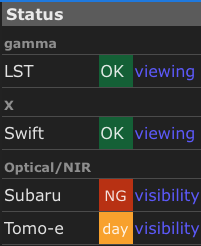 Status
gamma
LST OK viewing
X
Swift OK viewing
Optical/NIR
Subaru NG visibility
Tomo-e day visibility